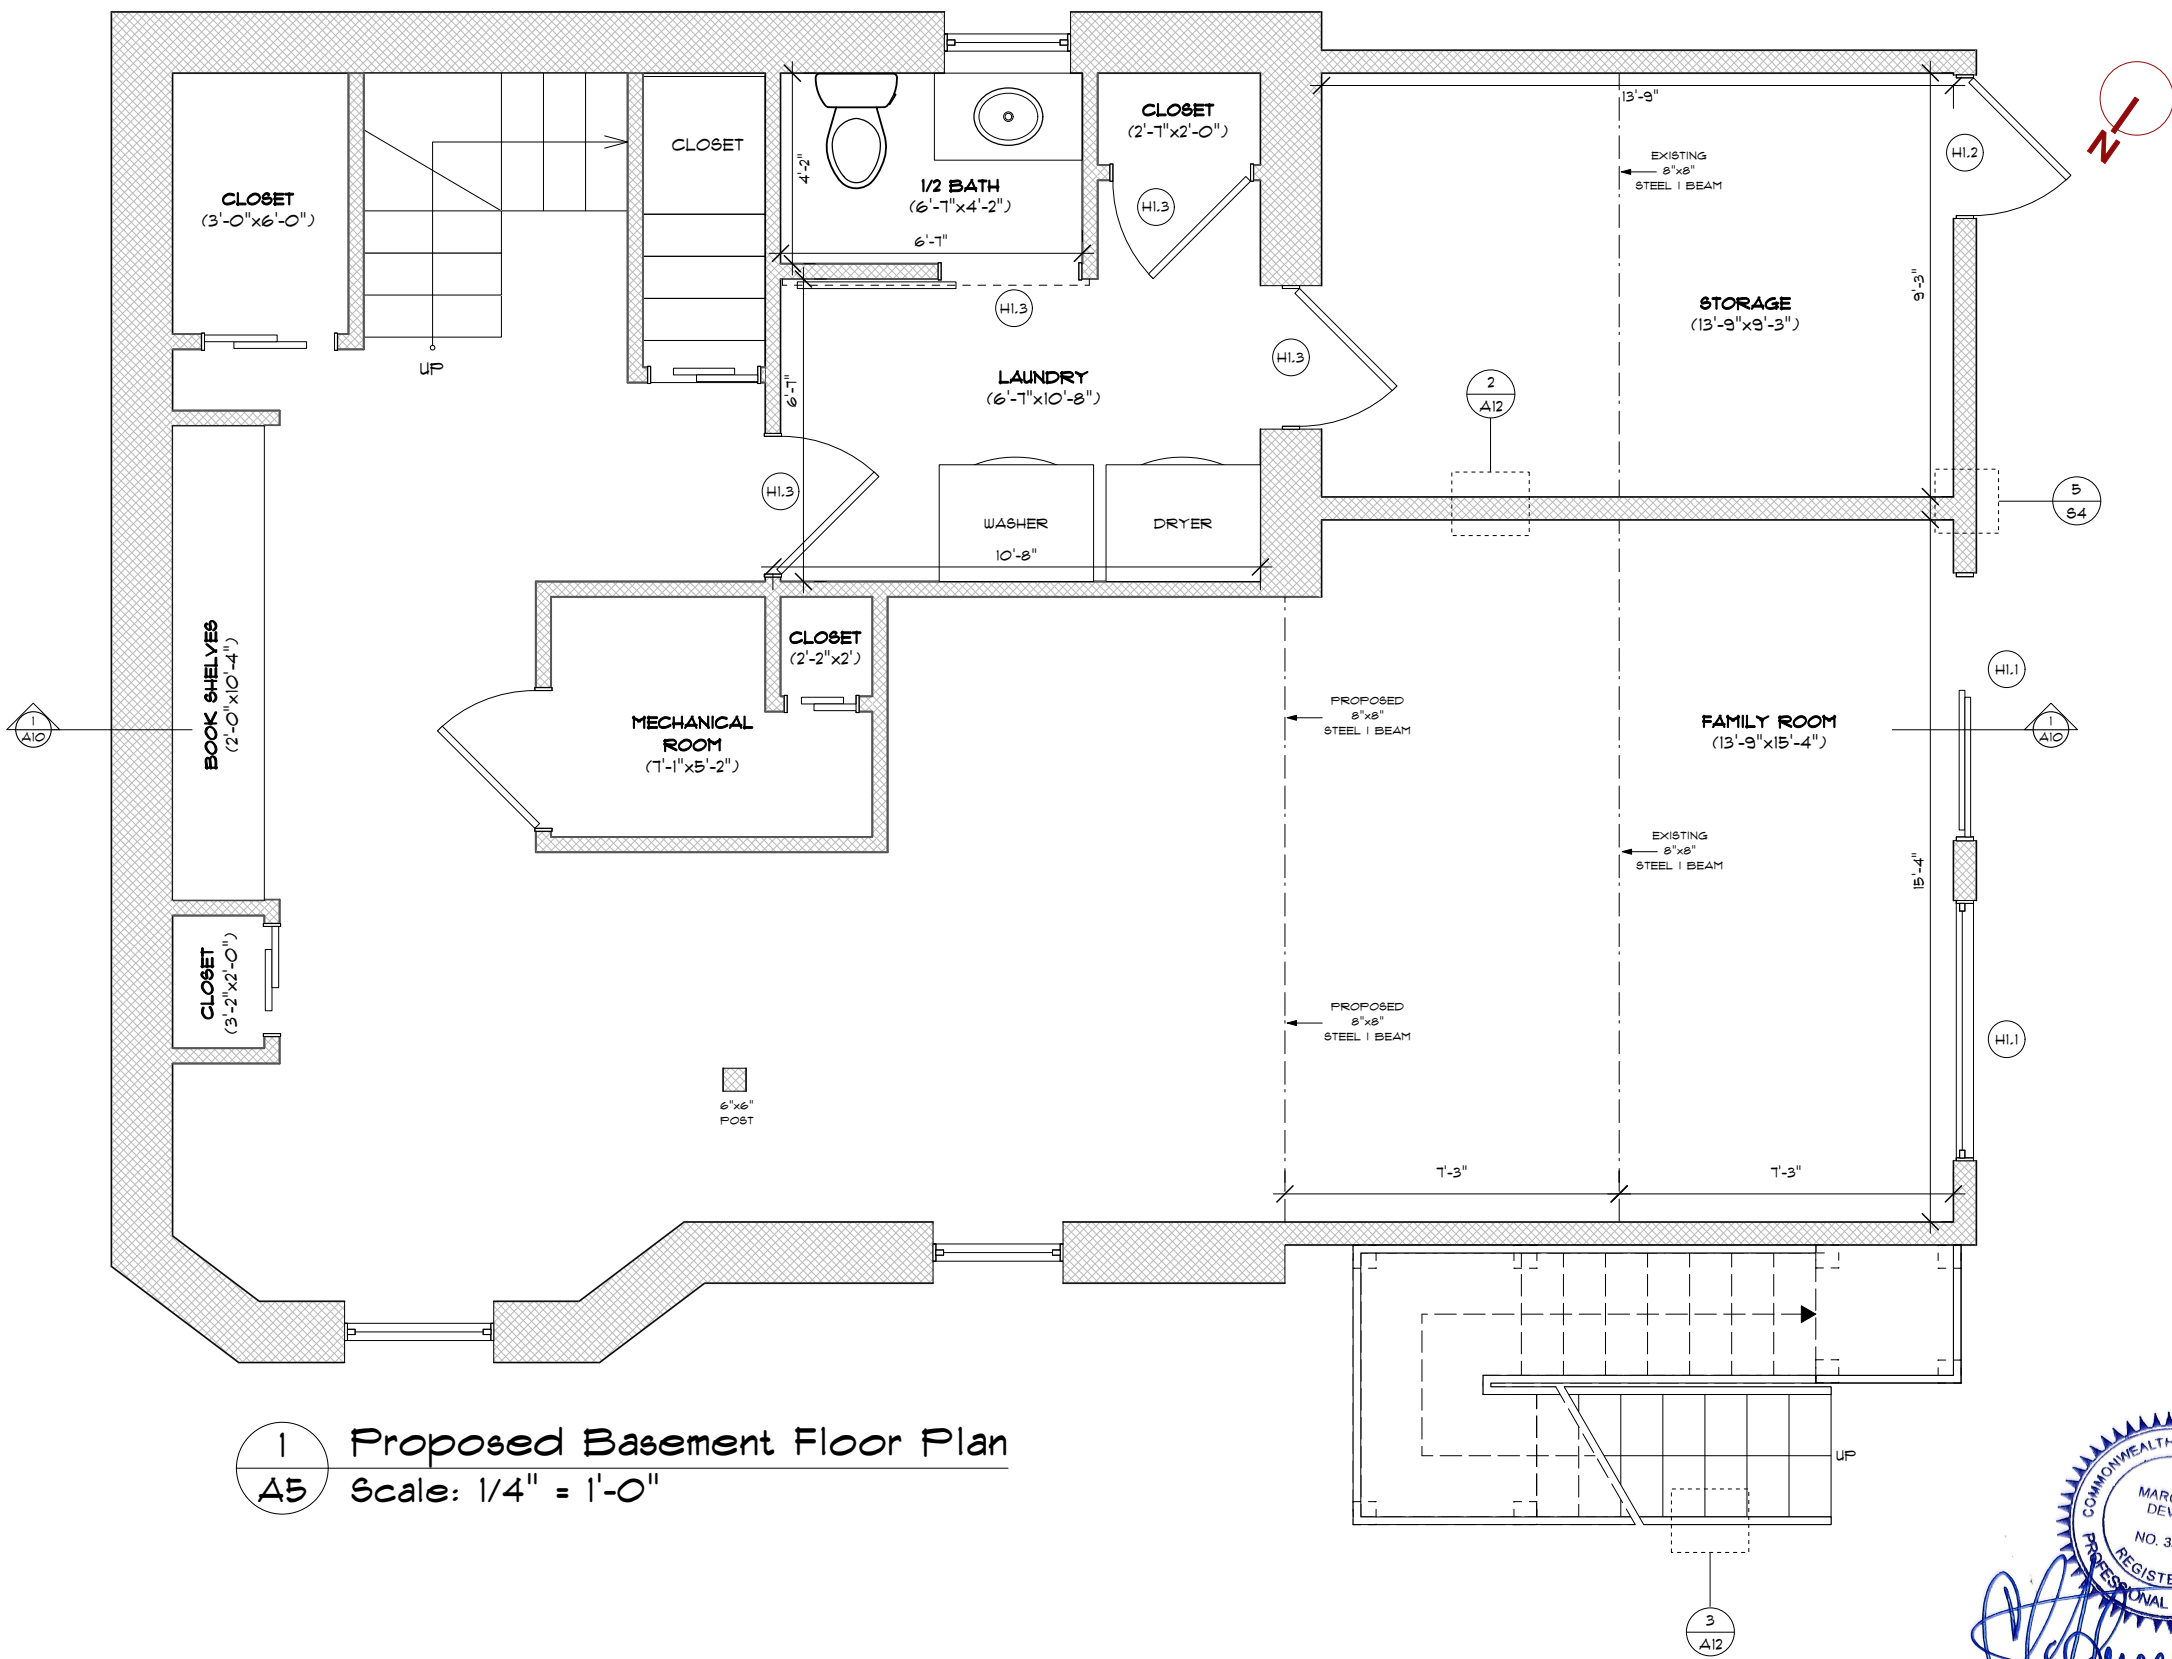 13'-9"
N
CLOSET
(3'-0"x6'-0")
UP
CLOSET
4'-2"
1/2 BATH
(6'-7"x4'-2")
6'-7"
CLOSET
(2'-7"x2'-0")
H1.3
H1.3
H1.3
EXISTING
8"x8"
STEEL I BEAM
H1.2
9'-3"
STORAGE
(13'-9"x9'-3")
LAUNDRY
(6'-7"x10'-8")
6'-7"
2
A12
H1.3
WASHER
DRYER
10'-8"
5
S4
BOOK SHELVES
(2'-0"x10'-4")
CLOSET
(2'-2"x2')
MECHANICAL
ROOM
(7'-1"x5'-2")
1
A10
PROPOSED
8"x8"
STEEL I BEAM
FAMILY ROOM
(13'-9"x15'-4")
H1.1
1
A10
EXISTING
8"x8"
STEEL I BEAM
15'-4"
CLOSET
(3'-2"x2'-0")
PROPOSED
8"x8"
STEEL I BEAM
H1.1
6"x6"
POST
7'-3"
7'-3"
UP
1
A5
Proposed Basement Floor Plan
Scale: 1/4" = 1'-0"
3
A12
COMMONWEALTH
NO. 3
PROFESSIONAL